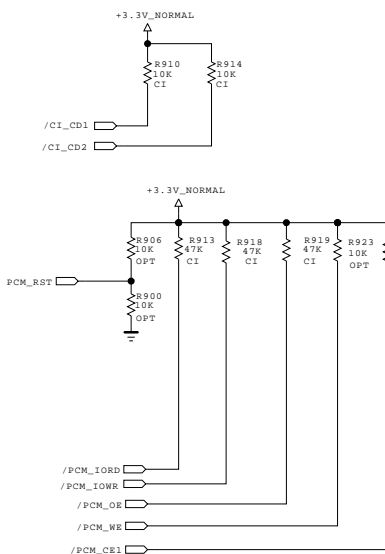 +3.3V_NORMAL
R910
10K
CI
R914
10K
CI
/CI_CD1
/CI_CD2
+3.3V_NORMAL
R906
10K
OPT
R913
47K
CI
R918
47K
CI
R919
47K
CI
R923
10K
OPT
PCM_RST
R900
10K
OPT
/PCM_IORD
/PCM_IOWR
/PCM_OE
/PCM_WE
/PCM_CE1